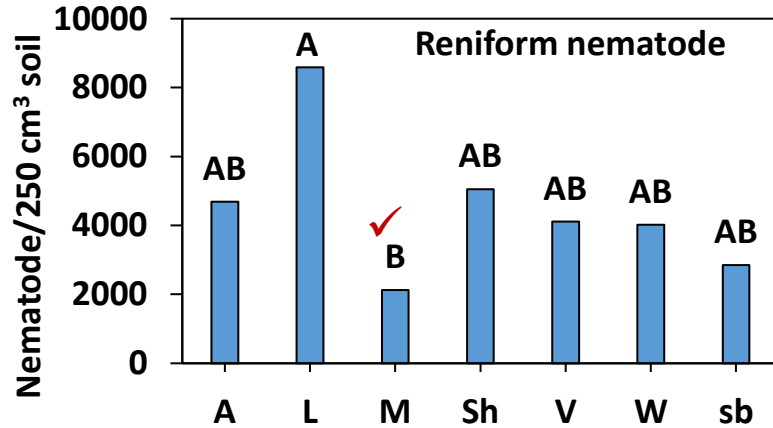 Reniform nematode
Nematode/250 cm³ soil
10000
8000
6000
4000
2000
0
AB
A
B
AB
AB
AB
AB
A L M Sh V W sb